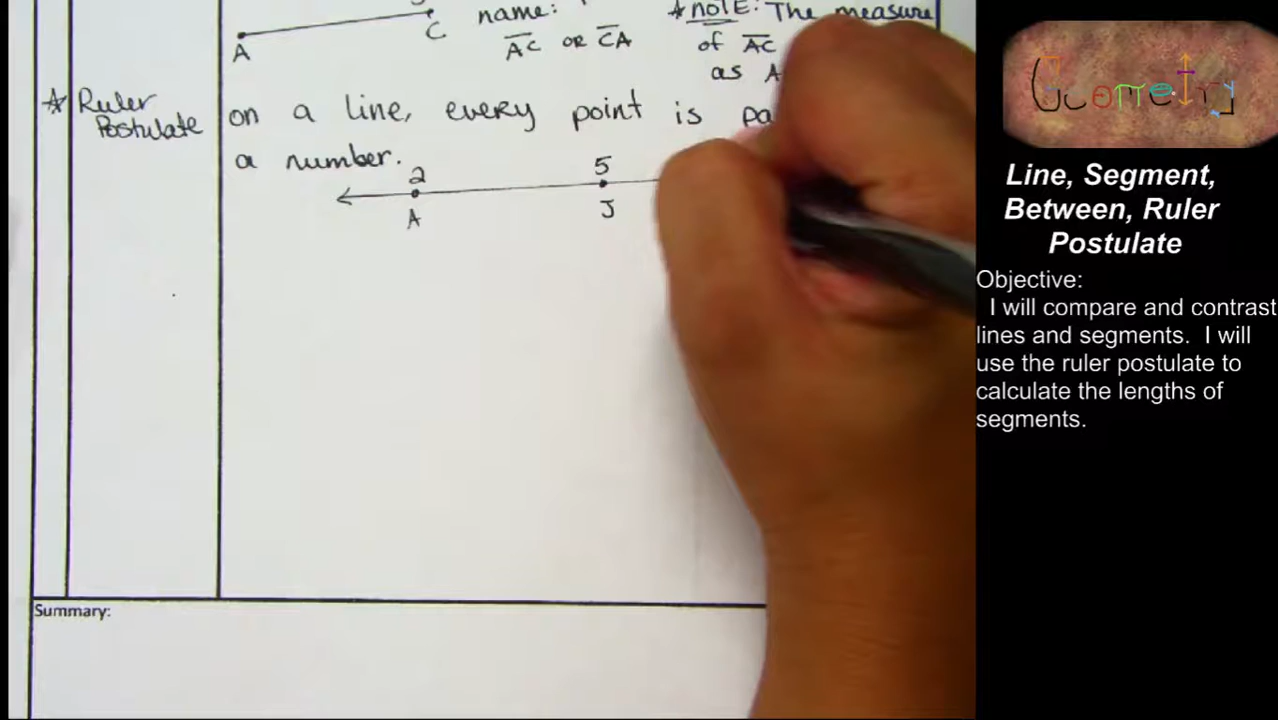 name:
*NOTE: The measure
A
C
AC OR CA
of AC
as A
* Ruler
Postulate
on a line, every point is pa
a number.
2
5
A
J
Summary:
Geometry
Line, Segment,
Between, Ruler
Postulate
Objective:
I will compare and contrast
lines and segments. I will
use the ruler postulate to
calculate the lengths of
segments.